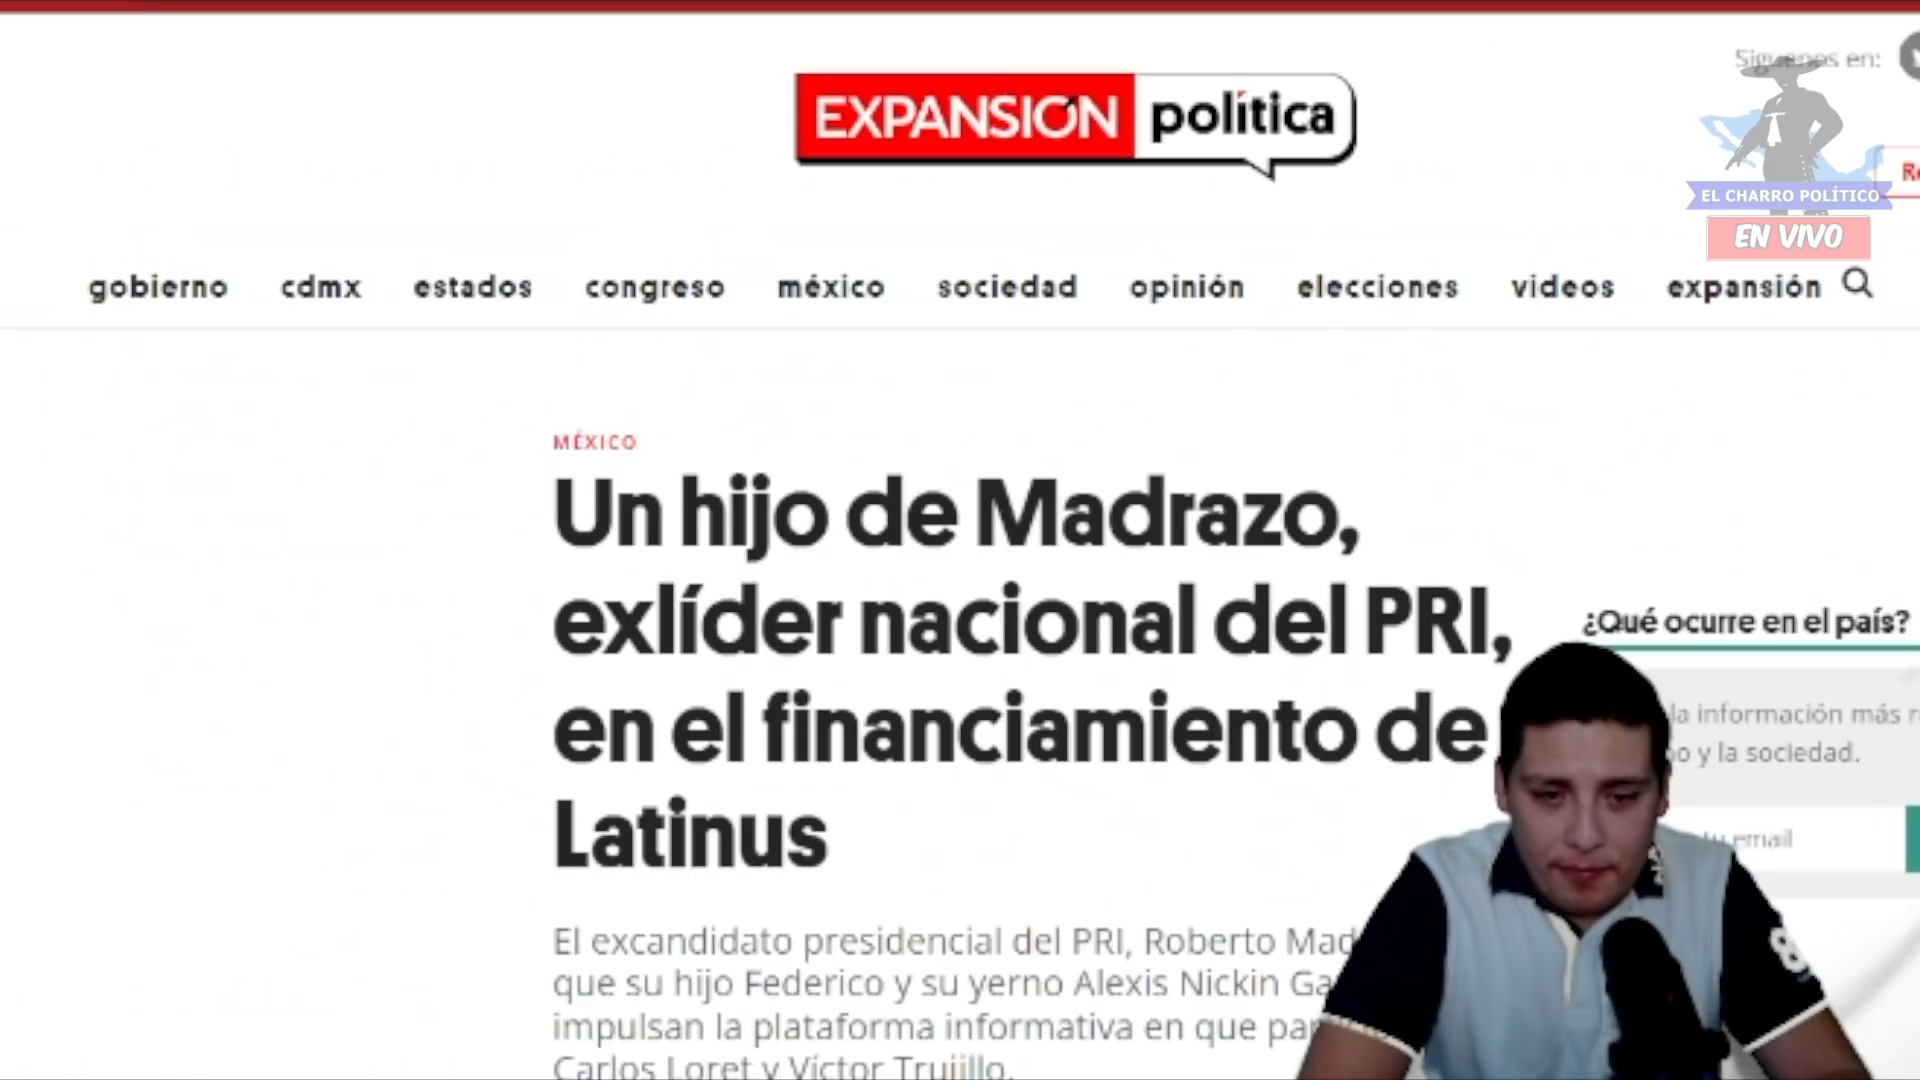 Síguenos en:
EXPANSIÓN política
EL CHARRO POLÍTICO
EN VIVO
gobierno cdmx estados congreso méxico sociedad opinión elecciones videos expansión
MÉXICO
Un hijo de Madrazo,
exlíder nacional del PRI,
en el financiamiento de
Latinus
¿Qué ocurre en el país?
la información más
y la sociedad.
tu email
El excandidato presidencial del PRI, Roberto
que su hijo Federico y su yerno Alexis Nickin
impulsan la plataforma informativa en que
Carlos Loret y Víctor Trujillo.